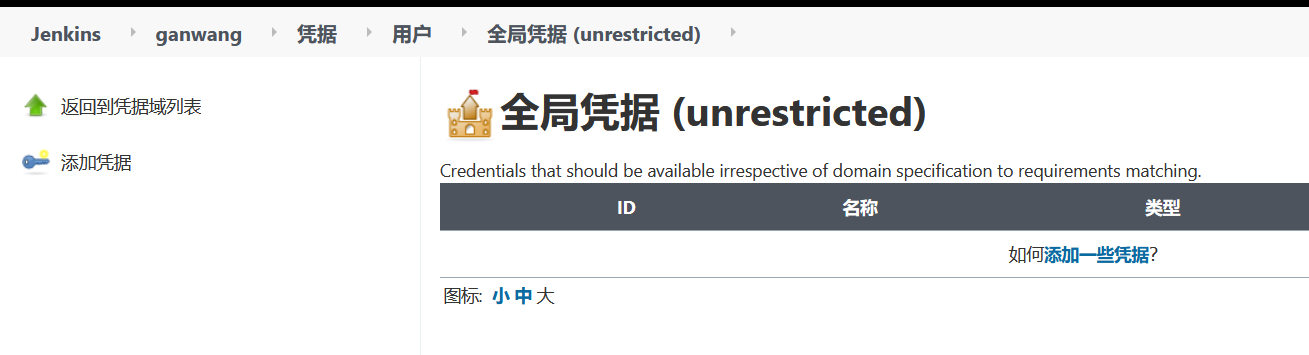 Jenkins ganwang 凭据 用户 全局凭据 (unrestricted)
返回到凭据域列表
添加凭据
全局凭据 (unrestricted)
Credentials that should be available irrespective of domain specification to requirements matching.
ID 名称 类型
如何添加一些凭据?
图标: 小 中 大